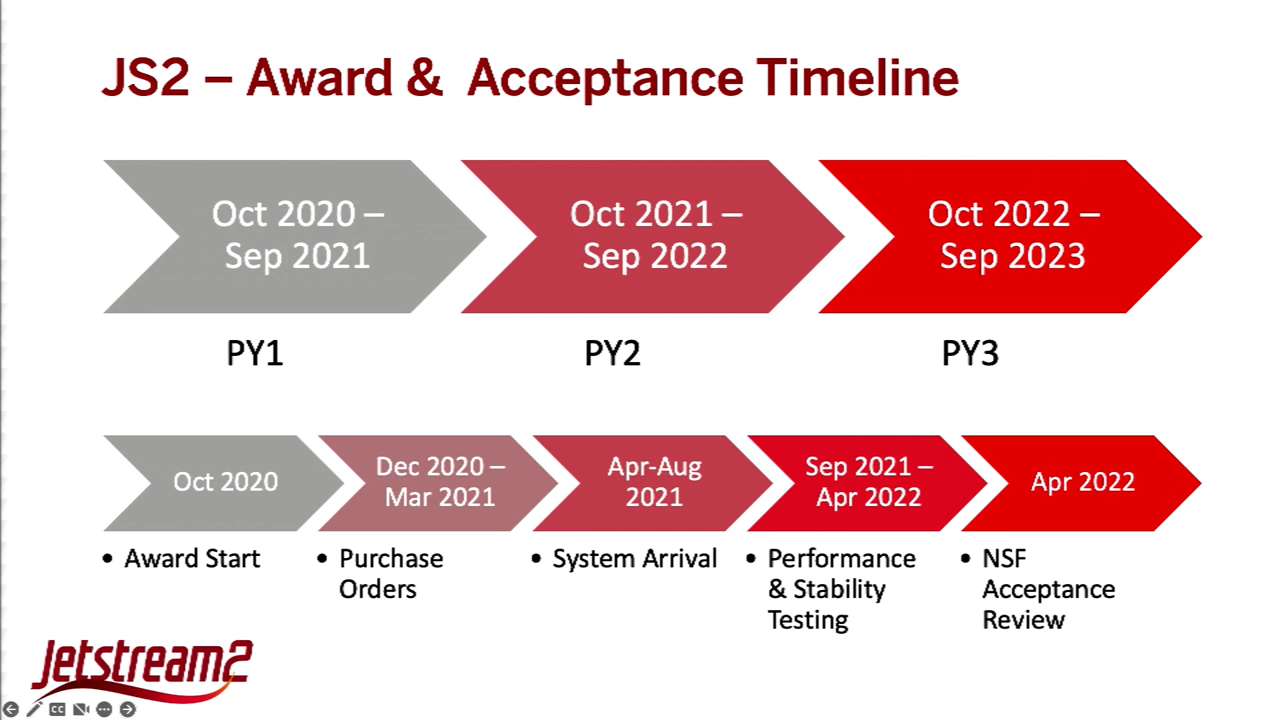 JS2 – Award & Acceptance Timeline
Oct 2020 –
Sep 2021
Oct 2021 –
Sep 2022
Oct 2022 –
Sep 2023
PY1
PY2
PY3
Oct 2020
Dec 2020 –
Mar 2021
Apr-Aug
2021
Sep 2021 –
Apr 2022
Apr 2022
• Award Start
• Purchase
Orders
• System Arrival
• Performance
& Stability
Testing
• NSF
Acceptance
Review
Jetstream2
CC